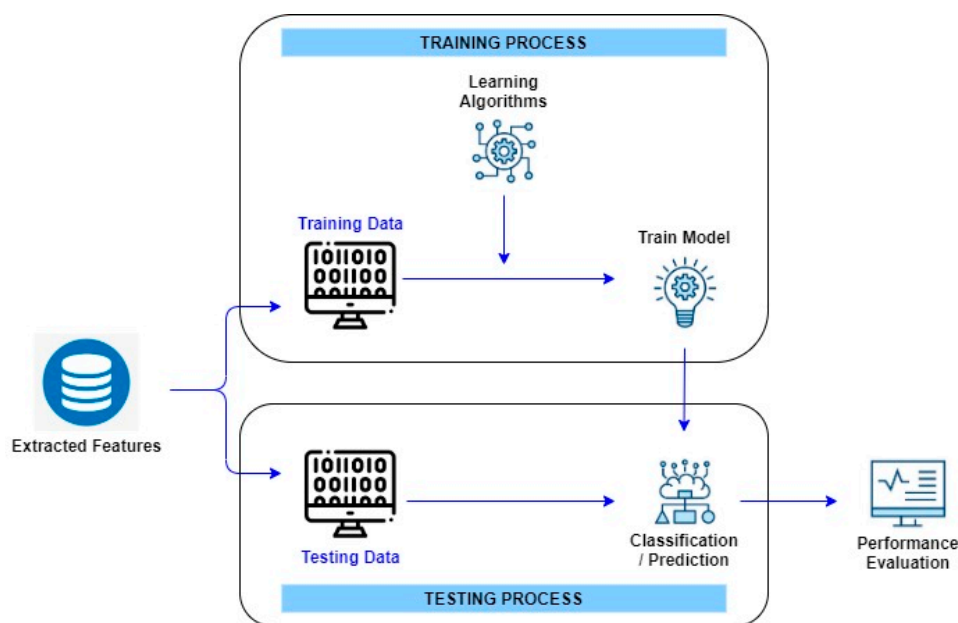 TRAINING PROCESS
Learning
Algorithms
Training Data
1011010
001100
Train Model
Extracted Features
1011010
001100
Testing Data
Classification
/ Prediction
Performance
Evaluation
TESTING PROCESS